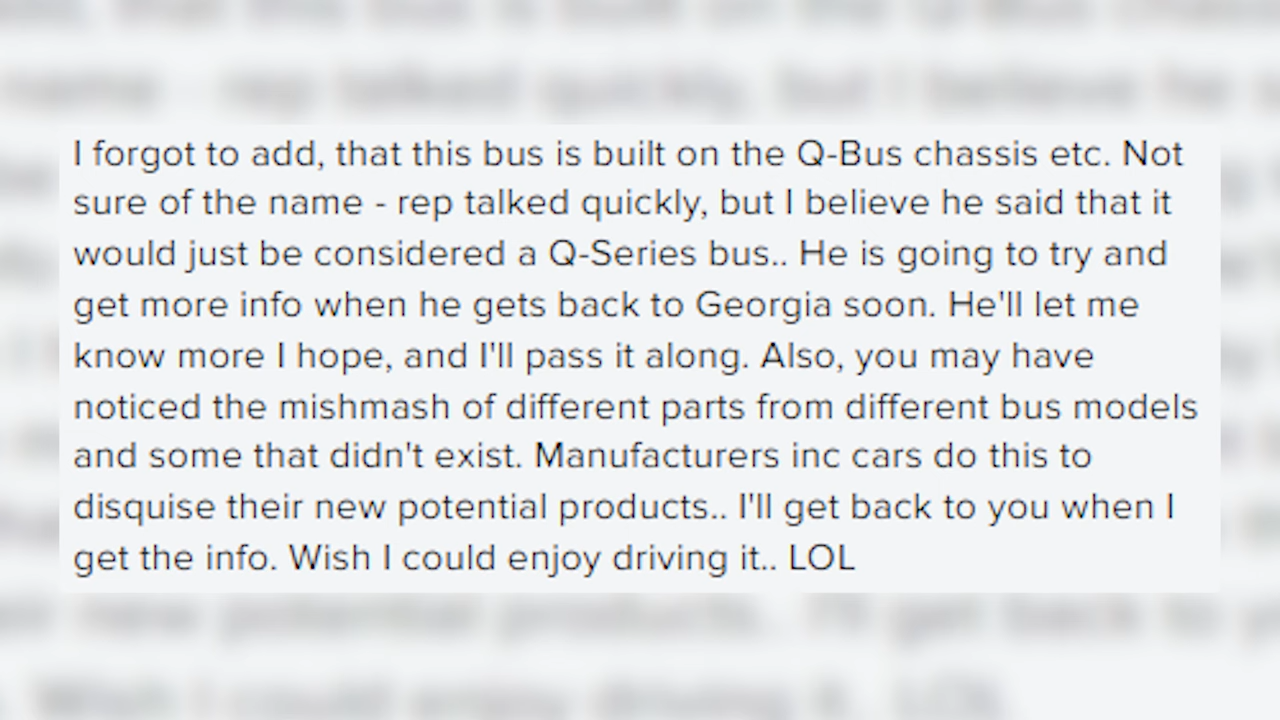 I forgot to add, that this bus is built on the Q-Bus chassis etc. Not
sure of the name - rep talked quickly, but I believe he said that it
would just be considered a Q-Series bus.. He is going to try and
get more info when he gets back to Georgia soon. He'll let me
know more I hope, and I'll pass it along. Also, you may have
noticed the mishmash of different parts from different bus models
and some that didn't exist. Manufacturers inc cars do this to
disguise their new potential products.. I'll get back to you when I
get the info. Wish I could enjoy driving it.. LOL